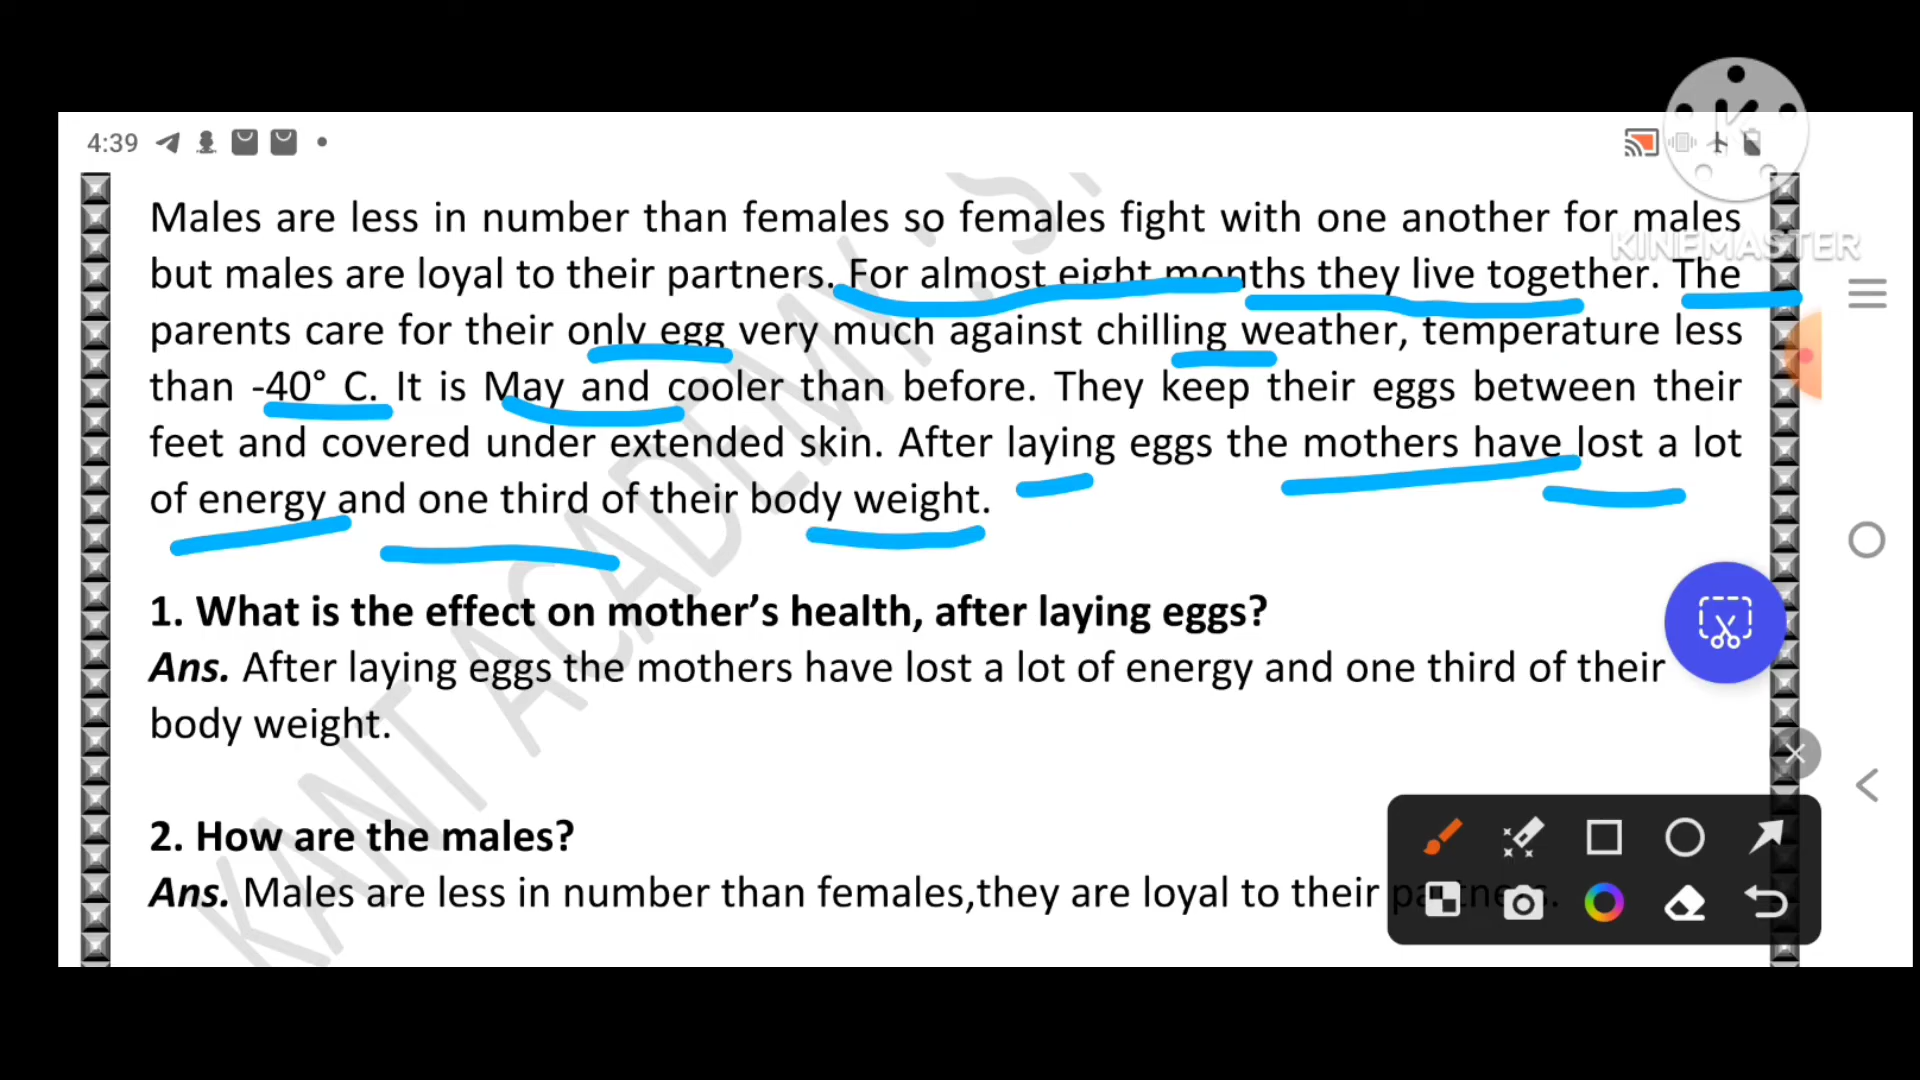 4:39
KINEMASTER
Males are less in number than females so females fight with one another for males
but males are loyal to their partners. For almost eight months they live together. The
parents care for their only egg very much against chilling weather, temperature less
than -40° C. It is May and cooler than before. They keep their eggs between their
feet and covered under extended skin. After laying eggs the mothers have lost a lot
of energy and one third of their body weight.
1. What is the effect on mother's health, after laying eggs?
Ans. After laying eggs the mothers have lost a lot of energy and one third of their
body weight.
2. How are the males?
Ans. Males are less in number than females,they are loyal to their
KANT ACADEMY